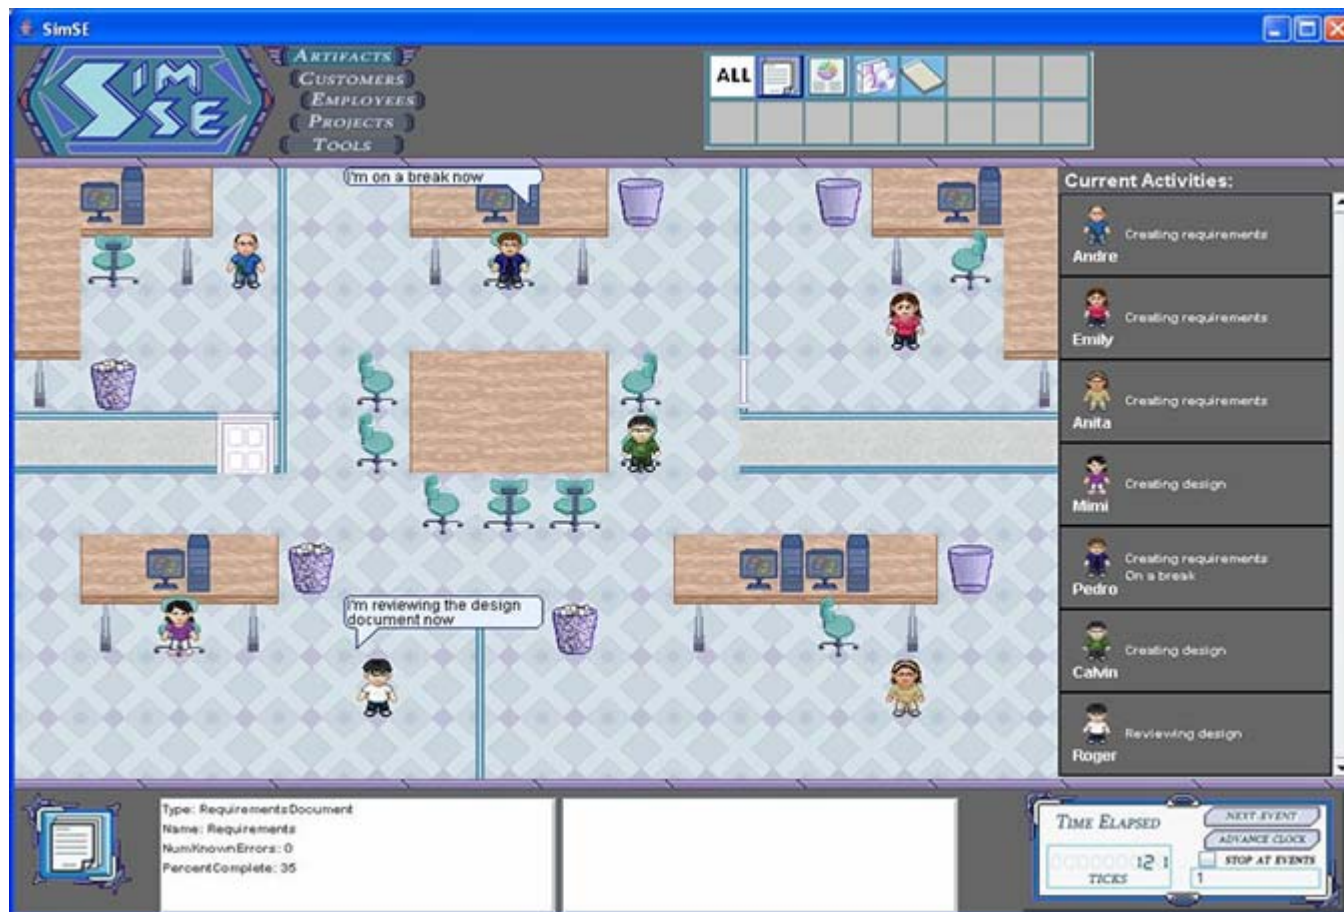 SimSE
SIM
SE
ARTIFACTS
CUSTOMERS
EMPLOYEES
PROJECTS
TOOLS
ALL
I'm on a break now
I'm reviewing the design
document now
Current Activities:
Creating requirements
Andre
Creating requirements
Emily
Creating requirements
Anita
Creating design
Mimi
Creating requirements
On a break
Pedro
Creating design
Calvin
Reviewing design
Roger
Type: RequirementsDocument
Name: Requirements
NumKnownErrors: 0
PercentComplete: 35
TIME ELAPSED
121
TICKS
NEXT EVENT
ADVANCE CLOCK
STOP AT EVENTS
1